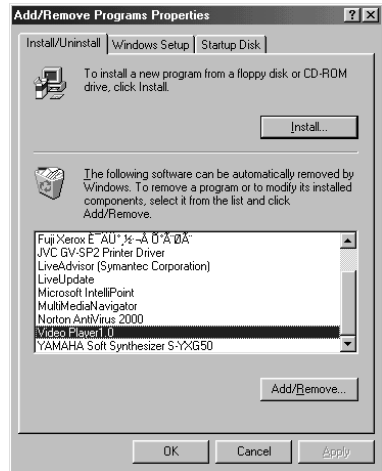 Add/Remove Programs Properties
Install/Uninstall Windows Setup Startup Disk
To install a new program from a floppy disk or CD-ROM
drive, click Install.
Install...
The following software can be automatically removed by
Windows. To remove a program or to modify its installed
components, select it from the list and click
Add/Remove.
Fuji Xerox
JVC GV-SP2 Printer Driver
LiveAdvisor (Symantec Corporation)
LiveUpdate
Microsoft IntelliPoint
MultiMediaNavigator
Norton AntiVirus 2000
Video Player1.0
YAMAHA Soft Synthesizer S-YXG50
Add/Remove...
OK Cancel Apply